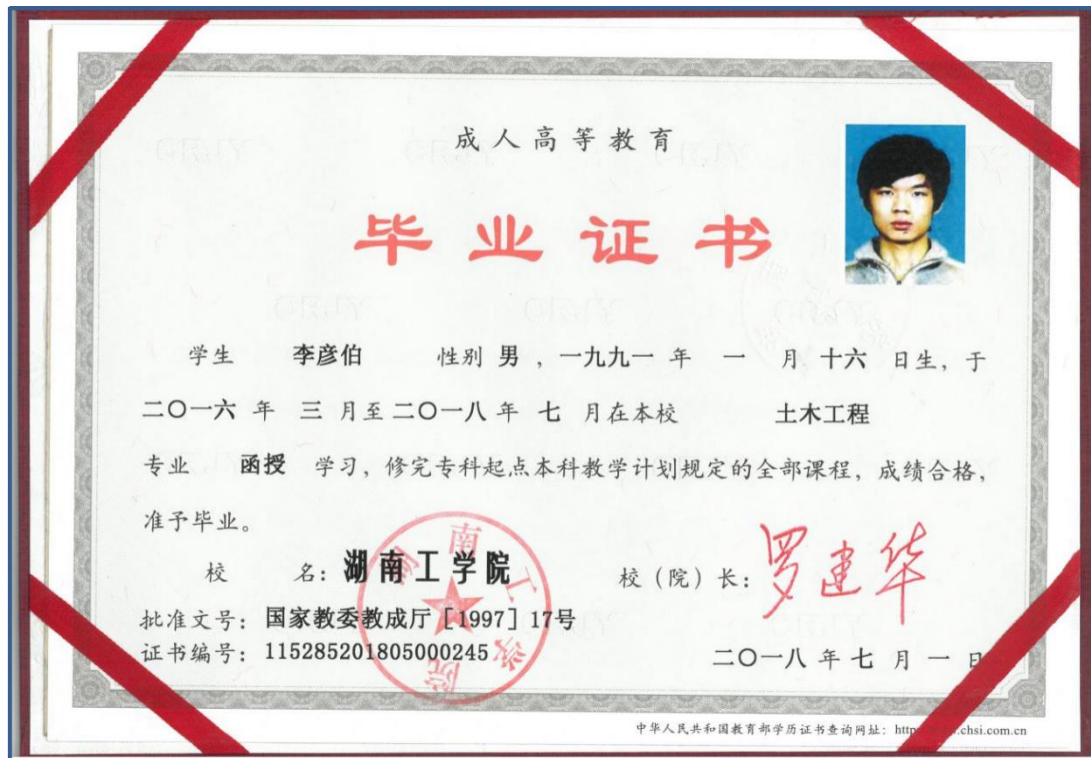 成人高等教育
毕业证书
学生 李彦伯 性别 男，一九九一 年 一 月 十六 日生，于
二〇一六 年 三 月至 二〇一八 年 七 月在本校 土木工程
专业 函授 学习，修完专科起点本科教学计划规定的全部课程，成绩合格，
准予毕业。
校 名：湖南工学院 校（院）长：罗建华
湖南工学院
批准文号：国家教委教成厅［1997］17号
证书编号：115285201805000245
二〇一八 年 七 月 一 日
中华人民共和国教育部学历证书查询网址：http .chsi.com.cn